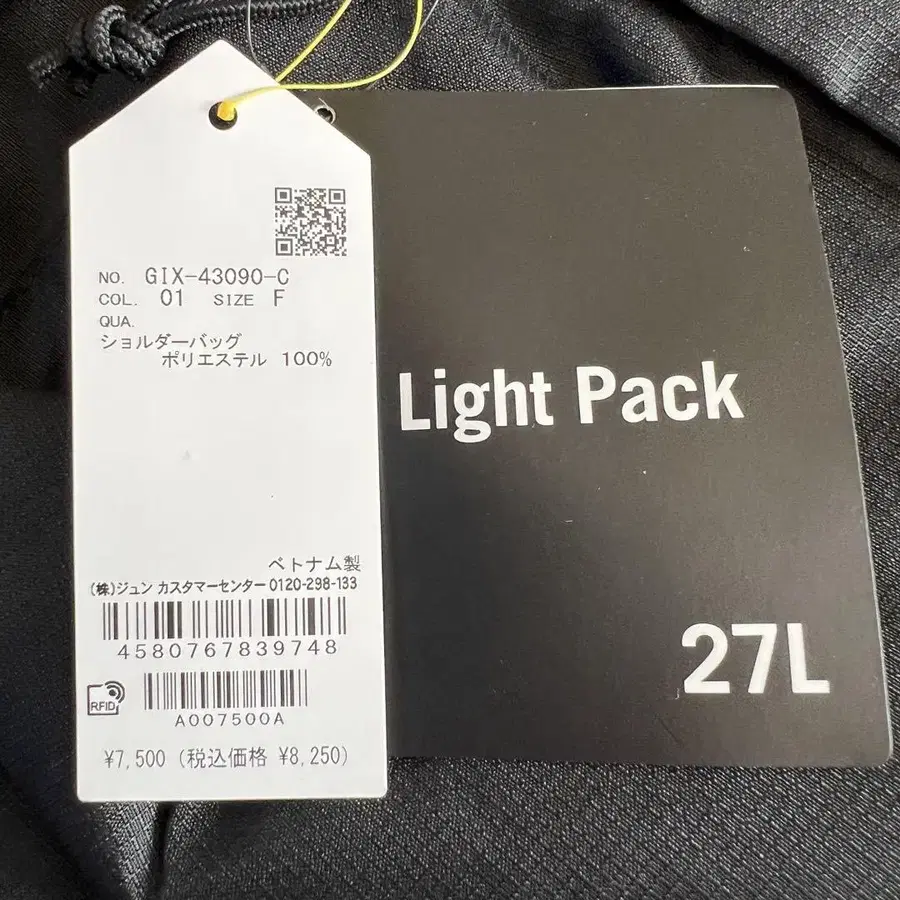 NO. GIX-43090-C
COL. 01 SIZE F
QUA.
ショルダーバッグ
ポリエステル 100%
ベトナム製
(株)ジュン カスタマーセンター 0120-298-133
4580767839748
RFID
A007500A
¥7,500 (税込価格 ¥8,250)
Light Pack
27L